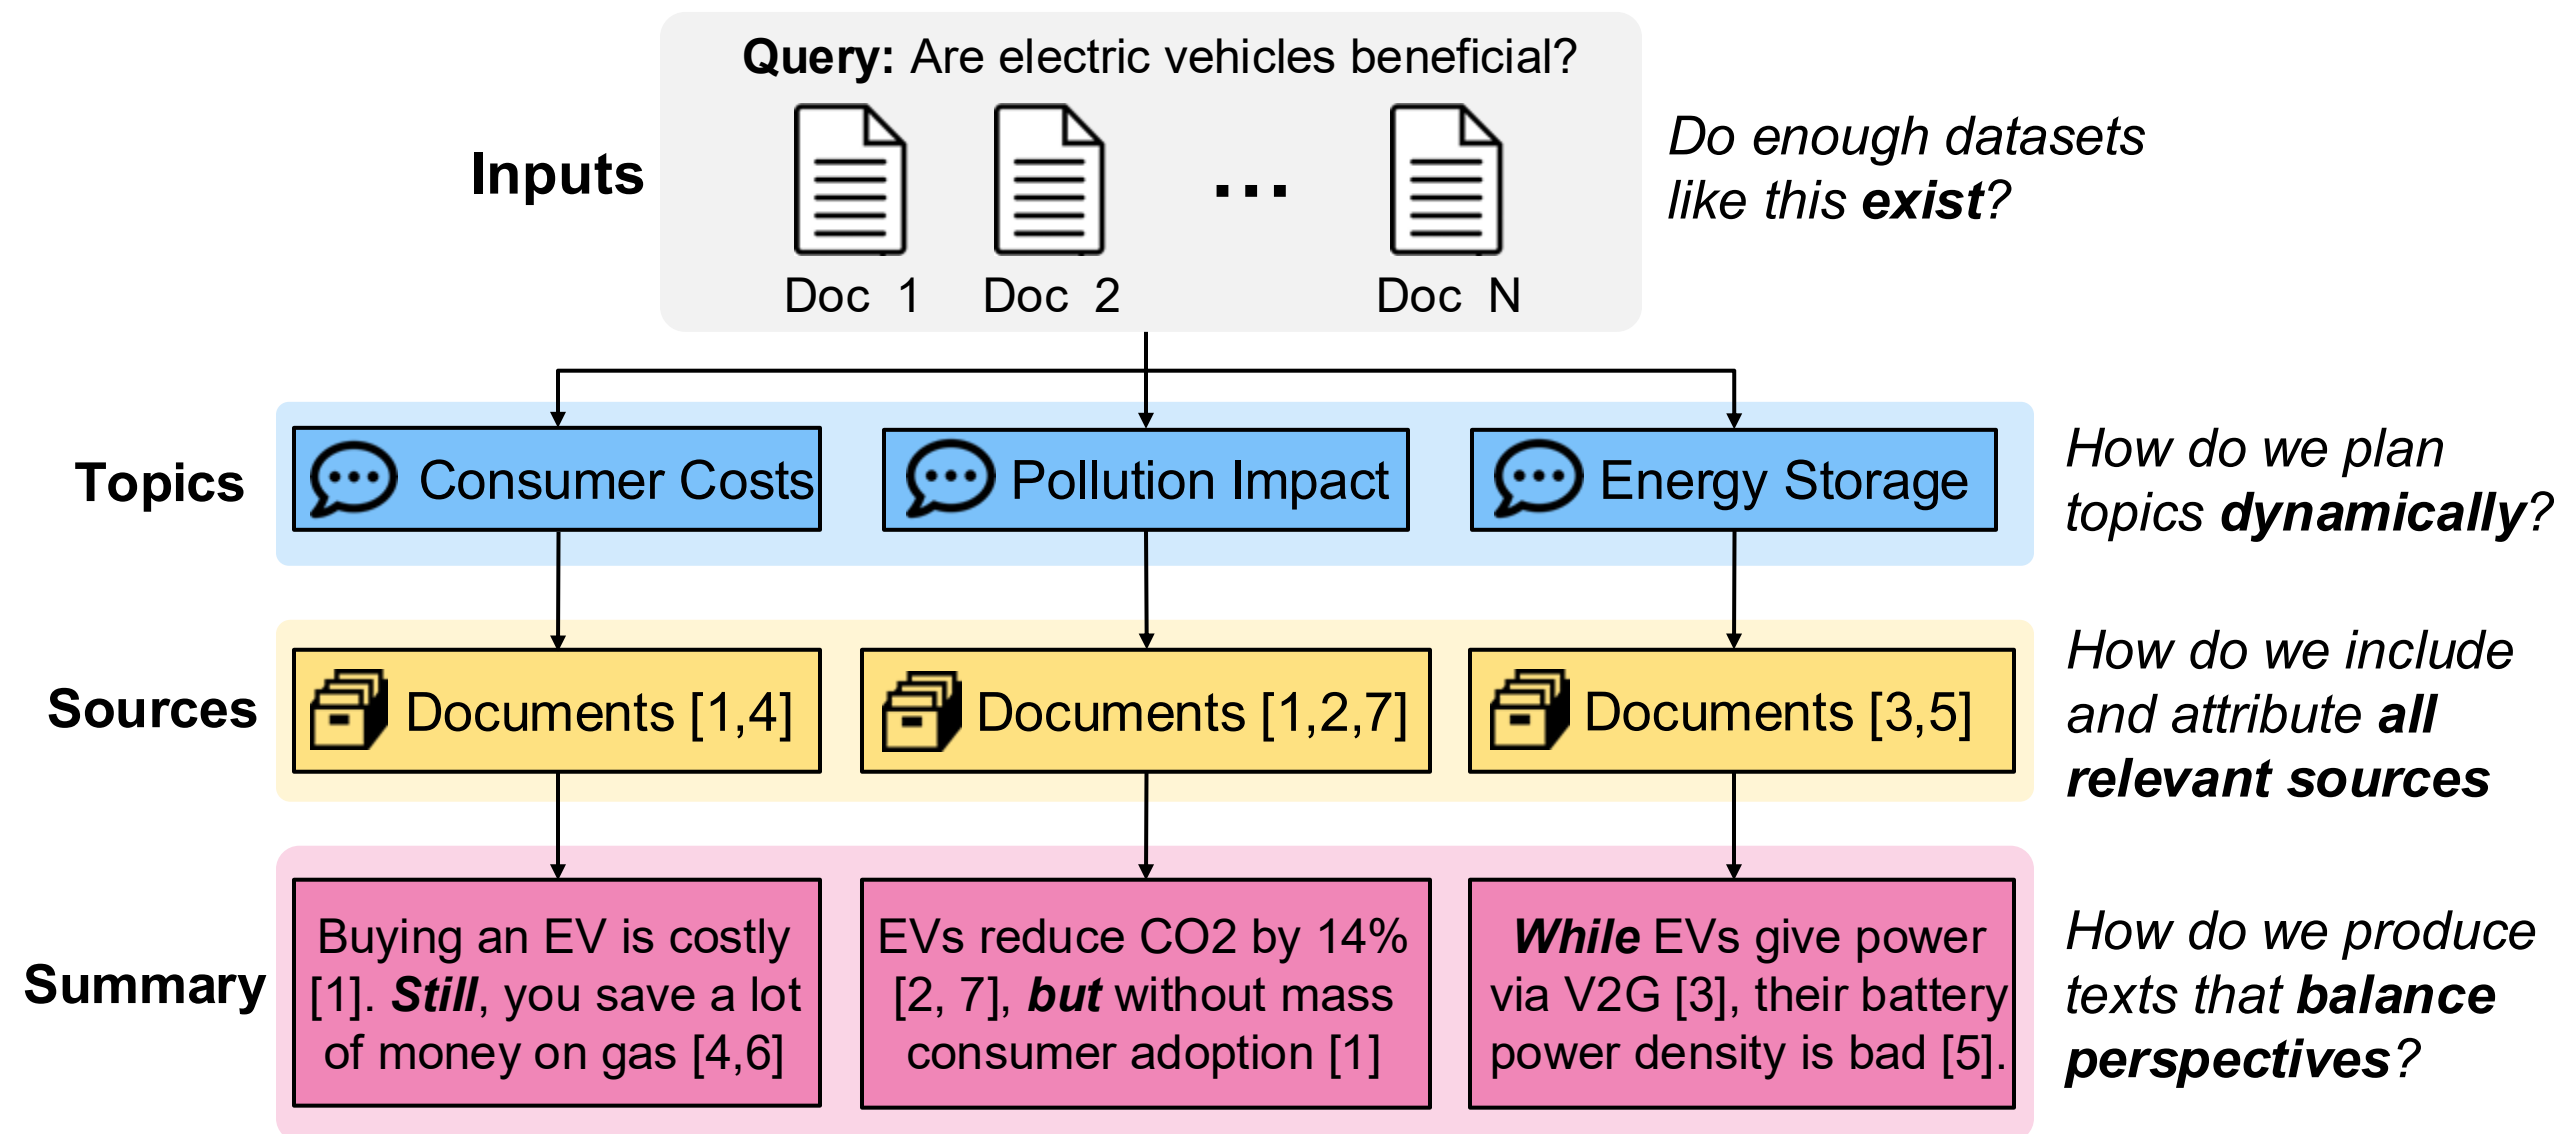 Query: Are electric vehicles beneficial?
Inputs
...
Doc 1
Doc 2
Doc N
Do enough datasets
like this exist?
Topics
Consumer Costs
Pollution Impact
Energy Storage
How do we plan
topics dynamically?
Sources
Documents [1,4]
Documents [1,2,7]
Documents [3,5]
How do we include
and attribute all
relevant sources
Summary
Buying an EV is costly
[1]. Still, you save a lot
of money on gas [4,6]
EVs reduce CO2 by 14%
[2, 7], but without mass
consumer adoption [1]
While EVs give power
via V2G [3], their battery
power density is bad [5].
How do we produce
texts that balance
perspectives?